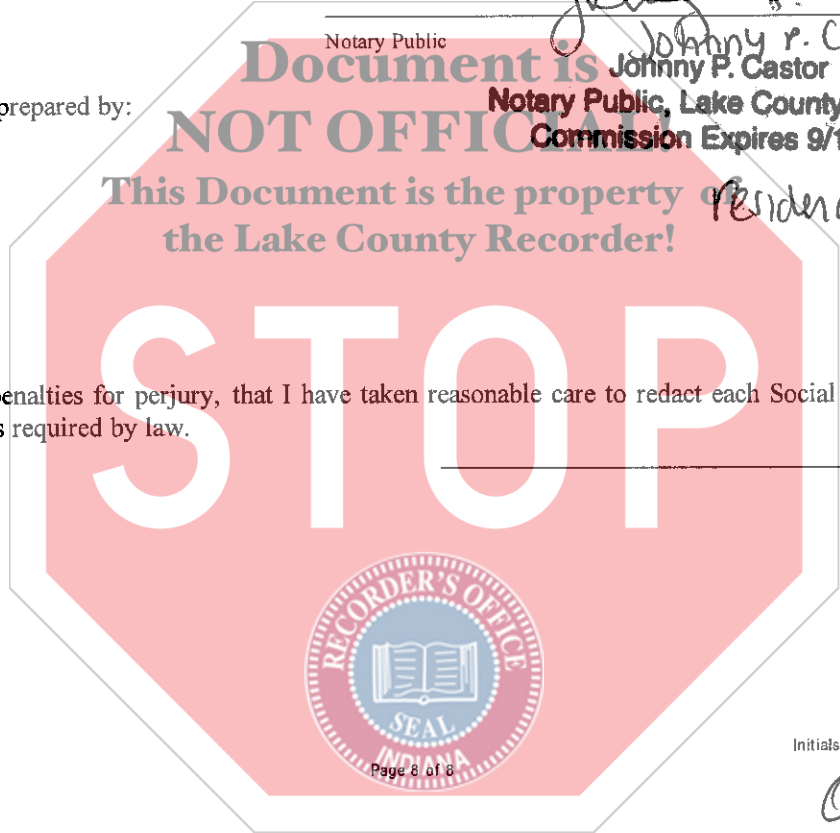 Notary Public
Johnny P. C
Document is
Johnny P. Castor
prepared by:
Notary Public, Lake County
NOT OFFICIAL!
Commission Expires 9/1
This Document is the property of
the Lake County Recorder!
STOP
enalties for perjury, that I have taken reasonable care to redact each Social
s required by law.
RECORDER'S OFFICE
SEAL
INDIANA
Page 8 of 8
Initials